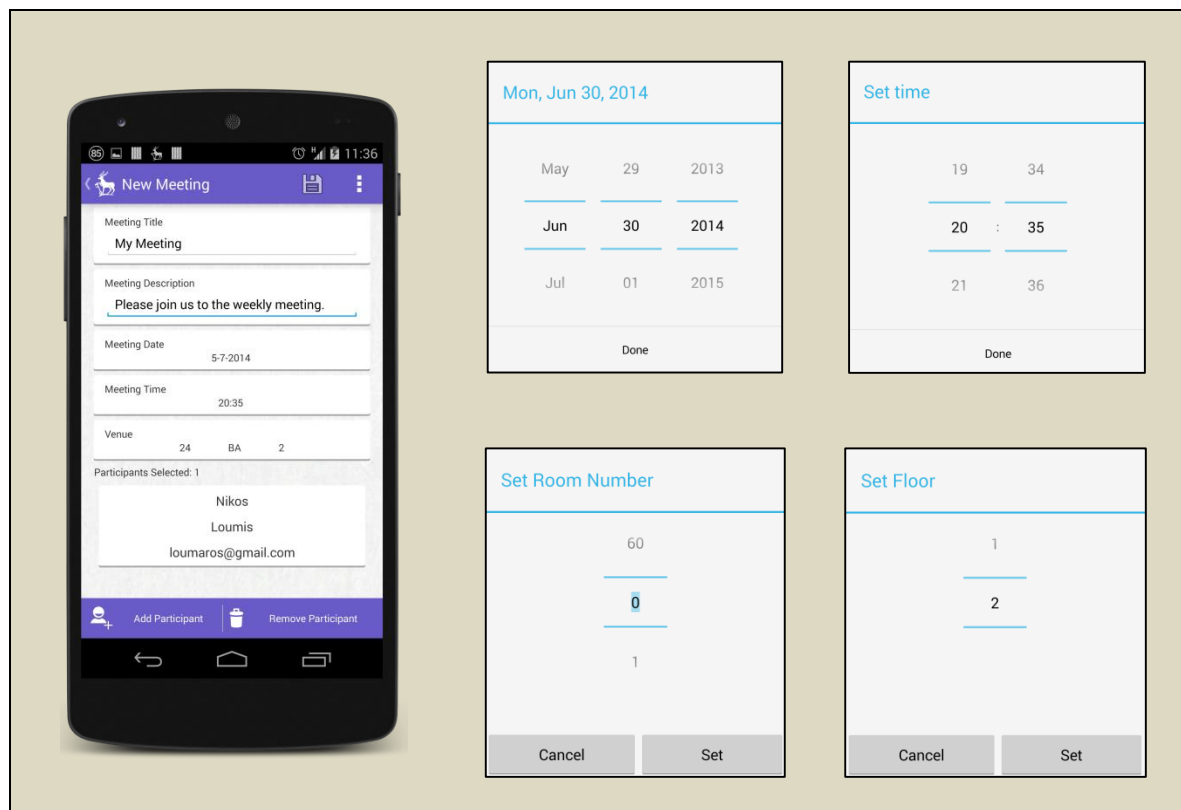 85 H 11:36
New Meeting
Meeting Title
My Meeting
Meeting Description
Please join us to the weekly meeting.
Meeting Date
5-7-2014
Meeting Time
20:35
Venue
24 BA 2
Participants Selected: 1
Nikos
Loumis
loumaros@gmail.com
Add Participant Remove Participant
Mon, Jun 30, 2014
May 29 2013
Jun 30 2014
Jul 01 2015
Done
Set time
19 34
20 : 35
21 36
Done
Set Room Number
60
0
1
Cancel Set
Set Floor
1
2
Cancel Set